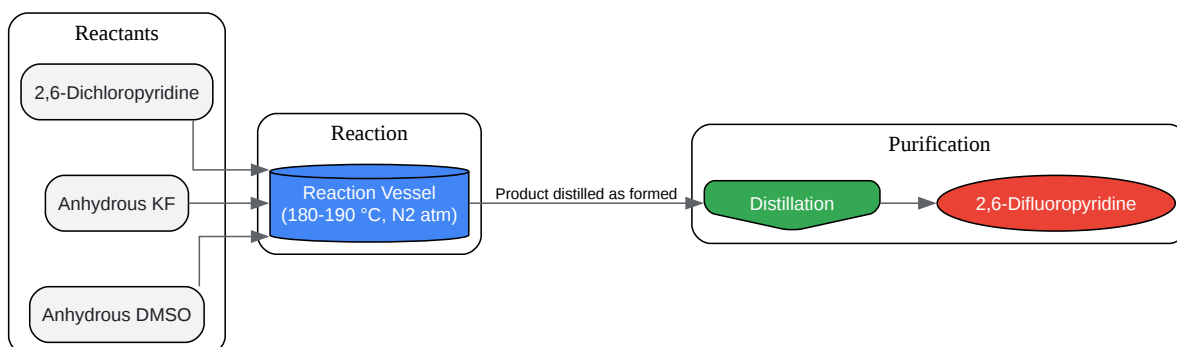 Reactants
2,6-Dichloropyridine
Anhydrous KF
Anhydrous DMSO
Reaction
Reaction Vessel
(180-190 °C, N2 atm)
Product distilled as formed
Purification
Distillation
2,6-Difluoropyridine